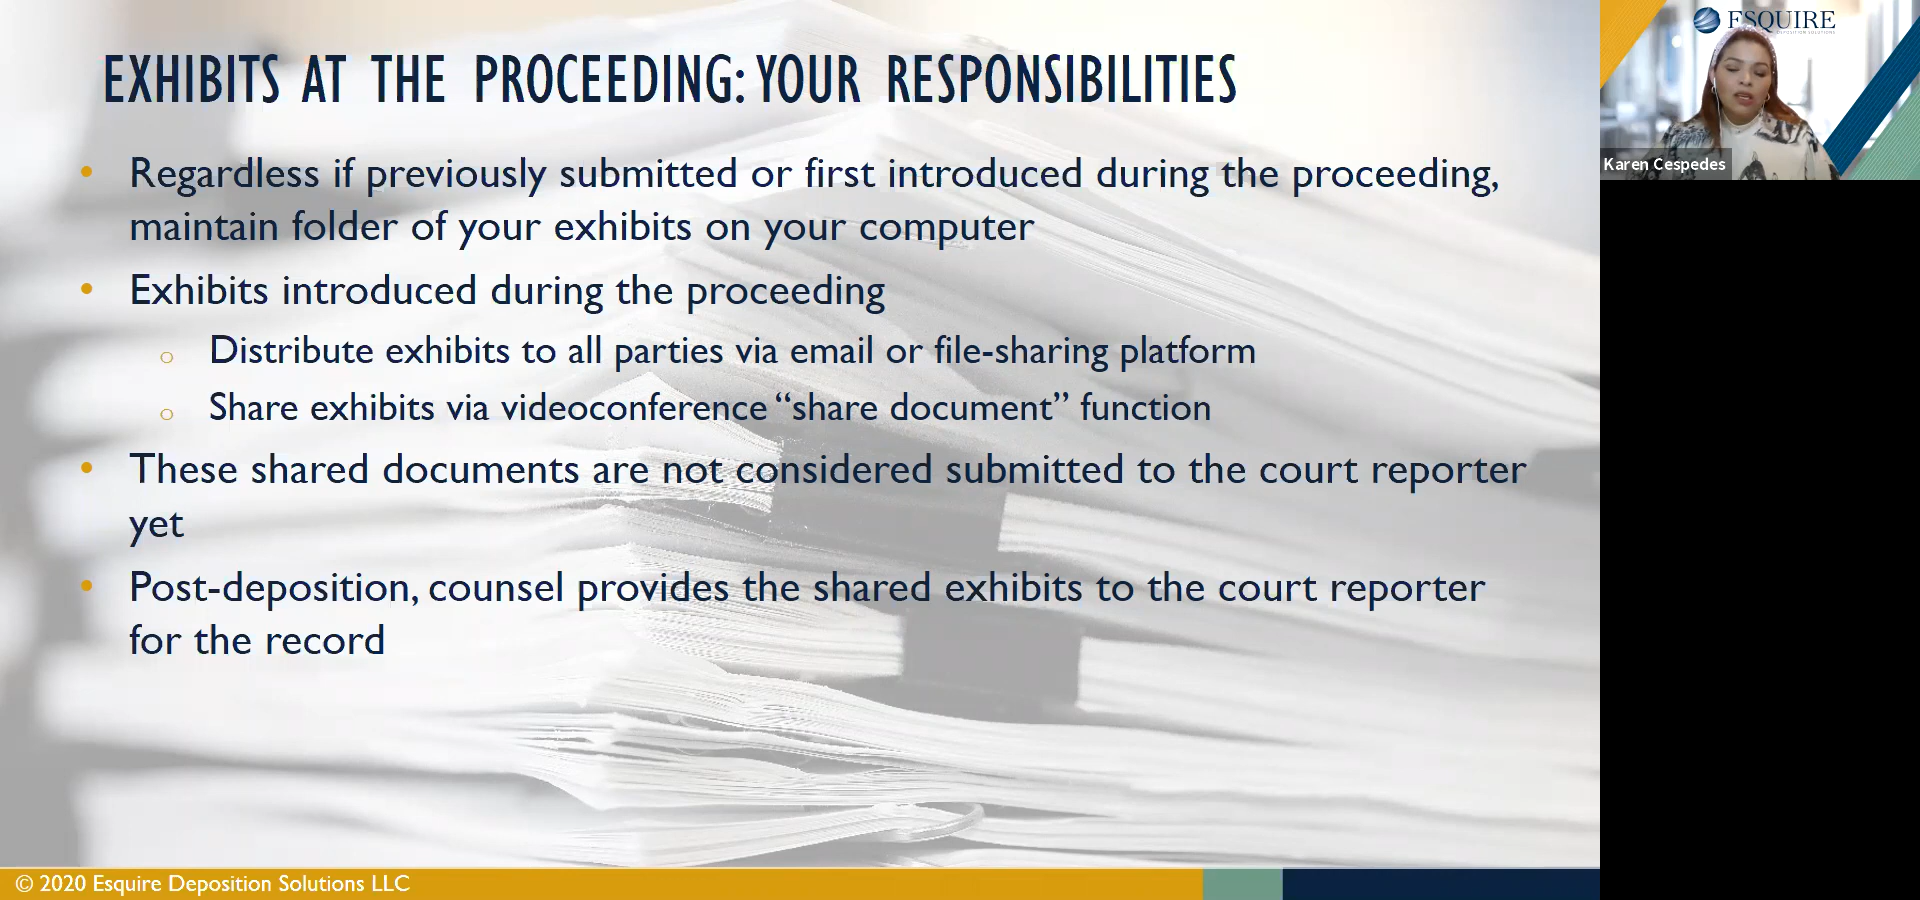 EXHIBITS AT THE PROCEEDING: YOUR RESPONSIBILITIES
• Regardless if previously submitted or first introduced during the proceeding,
maintain folder of your exhibits on your computer
• Exhibits introduced during the proceeding
○ Distribute exhibits to all parties via email or file-sharing platform
○ Share exhibits via videoconference “share document” function
• These shared documents are not considered submitted to the court reporter
yet
• Post-deposition, counsel provides the shared exhibits to the court reporter
for the record
© 2020 Esquire Deposition Solutions LLC
ESQUIRE
DEPOSITION SOLUTIONS
Karen Cespedes